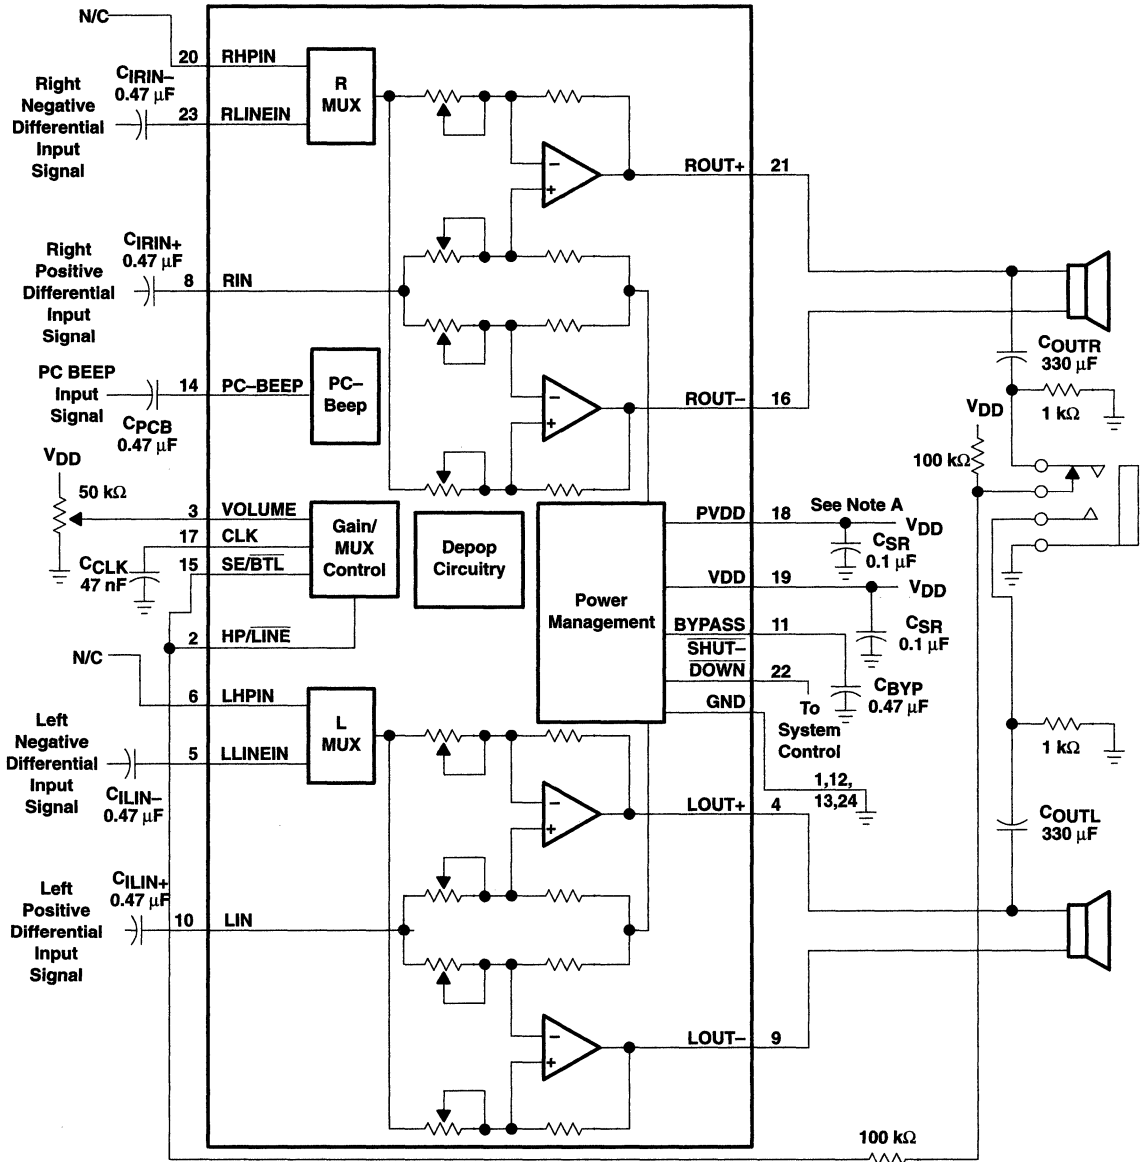 N/C
20 RHPIN
CIRIN–
0.47 µF
Right
Negative
Differential
Input
Signal
23 RLINEIN
R
MUX
–
+
ROUT+ 21
Right
Positive
Differential
Input
Signal
CIRIN+
0.47 µF
8 RIN
PC BEEP
Input
Signal
14 PC–BEEP
CPCB
0.47 µF
PC–
Beep
–
+
ROUT– 16
COUTR
330 µF
1 kΩ
VDD
100 kΩ
VDD
50 kΩ
3 VOLUME
17 CLK
CCLK
47 nF
15 SE/BTL
2 HP/LINE
Gain/
MUX
Control
Depop
Circuitry
Power
Management
PVDD 18
See Note A
VDD
CSR
0.1 µF
VDD 19
VDD
CSR
0.1 µF
BYPASS 11
CBYP
0.47 µF
SHUT–
DOWN 22
To
System
Control
GND
1,12,
13,24
N/C
6 LHPIN
Left
Negative
Differential
Input
Signal
5 LLINEIN
CILIN–
0.47 µF
L
MUX
–
+
LOUT+ 4
1 kΩ
COUTL
330 µF
Left
Positive
Differential
Input
Signal
CILIN+
0.47 µF
10 LIN
–
+
LOUT– 9
100 kΩ